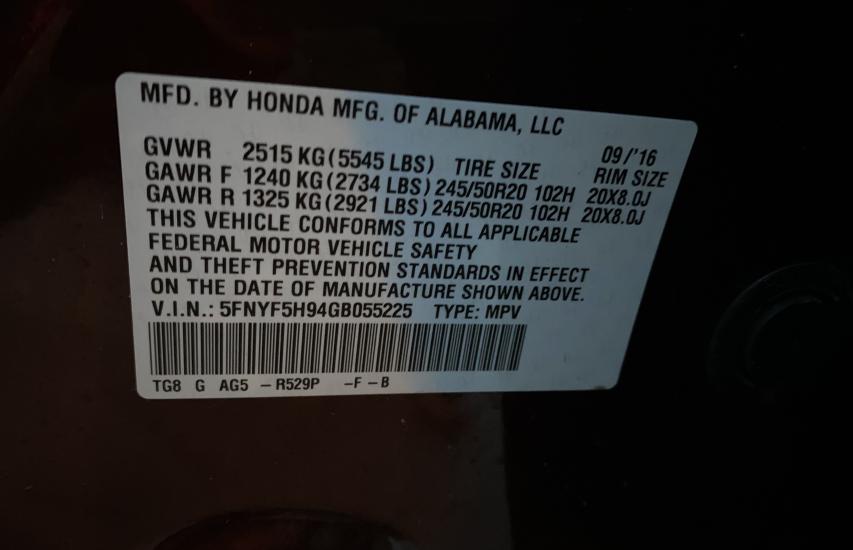 MFD. BY HONDA MFG. OF ALABAMA, LLC
09/'16
GVWR 2515 KG (5545 LBS) TIRE SIZE RIM SIZE
GAWR F 1240 KG (2734 LBS) 245/50R20 102H 20X8.0J
GAWR R 1325 KG (2921 LBS) 245/50R20 102H 20X8.0J
THIS VEHICLE CONFORMS TO ALL APPLICABLE
FEDERAL MOTOR VEHICLE SAFETY
AND THEFT PREVENTION STANDARDS IN EFFECT
ON THE DATE OF MANUFACTURE SHOWN ABOVE.
V.I.N.: 5FNYF5H94GB055225 TYPE: MPV
TG8 G AG5 -R529P -F-B